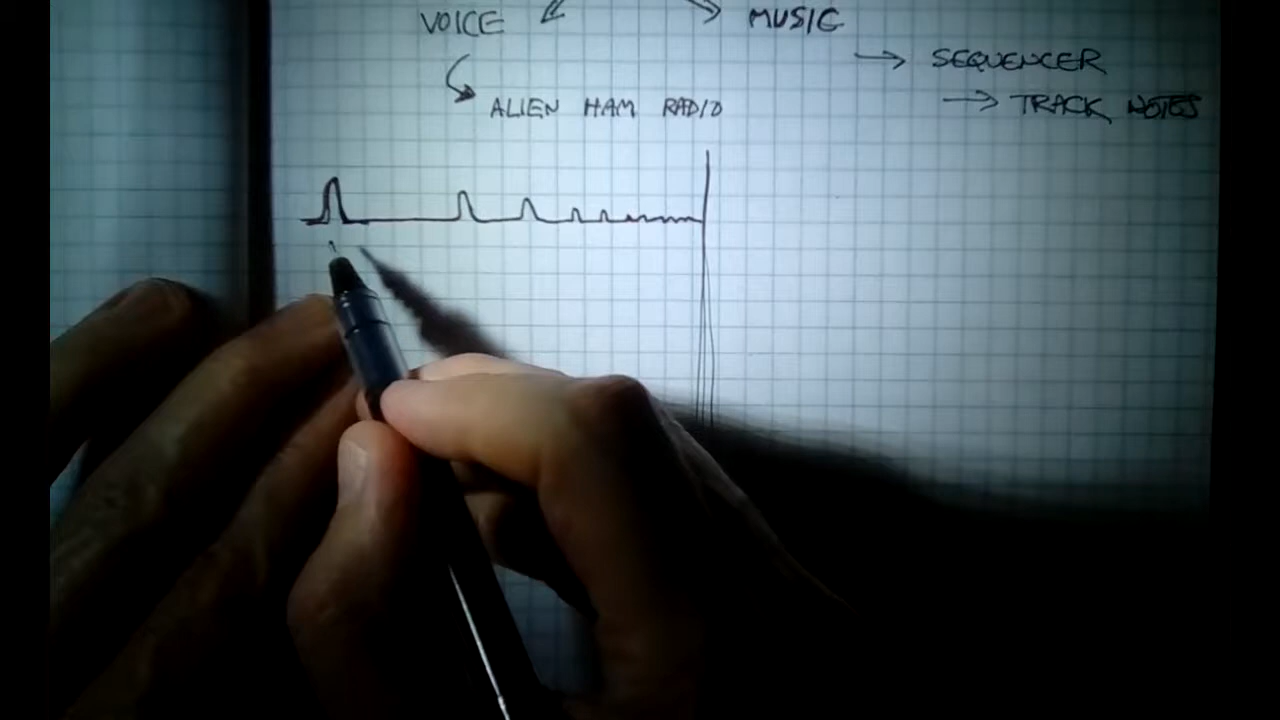 VOICE
MUSIC
→ SEQUENCER
→ TRACK NOTES
ALIEN HAM RADIO